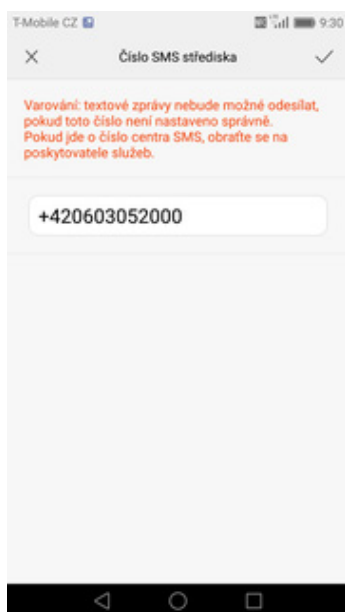 T-Mobile CZ 9:30
Číslo SMS střediska
Varování: textové zprávy nebude možné odesílat,
pokud toto číslo není nastaveno správně.
Pokud jde o číslo centra SMS, obraťte se na
poskytovatele služeb.
+420603052000